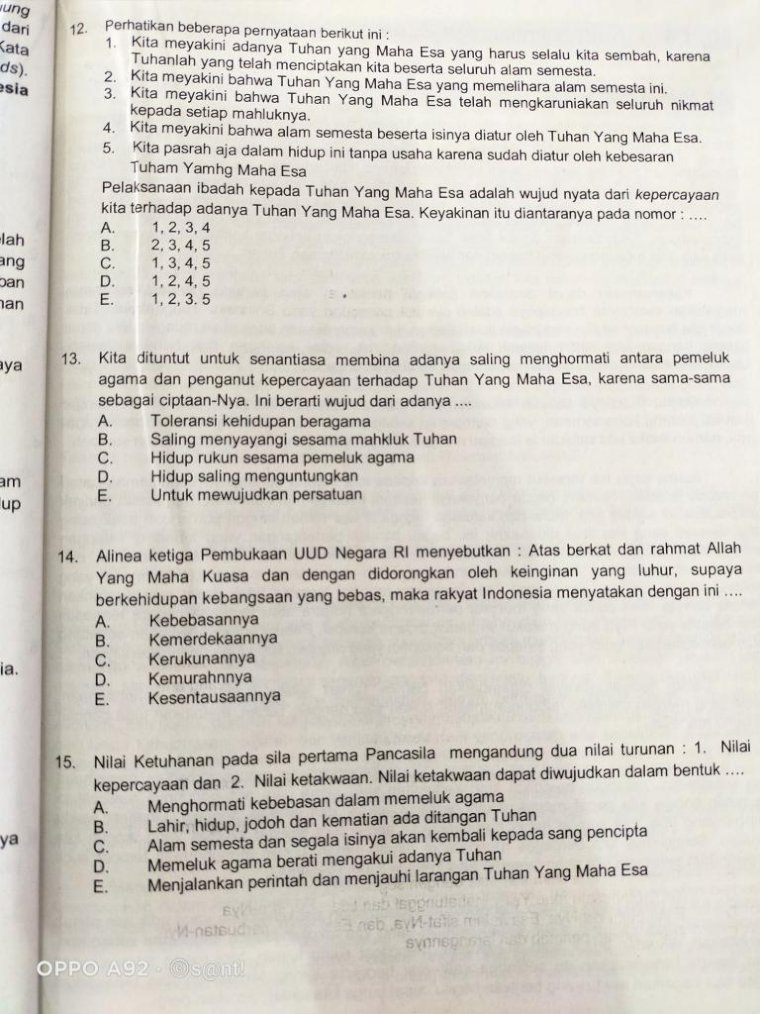 ung
dari
Kata
ds).
esia
lah
ang
pan
nan
aya
am
lup
ia.
ya
12. Perhatikan beberapa pernyataan berikut ini :
1. Kita meyakini adanya Tuhan yang Maha Esa yang harus selalu kita sembah, karena
Tuhanlah yang telah menciptakan kita beserta seluruh alam semesta.
2. Kita meyakini bahwa Tuhan Yang Maha Esa yang memelihara alam semesta ini.
3. Kita meyakini bahwa Tuhan Yang Maha Esa telah mengkaruniakan seluruh nikmat
kepada setiap mahluknya.
4. Kita meyakini bahwa alam semesta beserta isinya diatur oleh Tuhan Yang Maha Esa.
5. Kita pasrah aja dalam hidup ini tanpa usaha karena sudah diatur oleh kebesaran
Tuham Yamhg Maha Esa
Pelaksanaan ibadah kepada Tuhan Yang Maha Esa adalah wujud nyata dari kepercayaan
kita terhadap adanya Tuhan Yang Maha Esa. Keyakinan itu diantaranya pada nomor : ....
A. 1, 2, 3, 4
B. 2, 3, 4, 5
C. 1, 3, 4, 5
D. 1, 2, 4, 5
E. 1, 2, 3. 5
13. Kita dituntut untuk senantiasa membina adanya saling menghormati antara pemeluk
agama dan penganut kepercayaan terhadap Tuhan Yang Maha Esa, karena sama-sama
sebagai ciptaan-Nya. Ini berarti wujud dari adanya ....
A. Toleransi kehidupan beragama
B. Saling menyayangi sesama mahkluk Tuhan
C. Hidup rukun sesama pemeluk agama
D. Hidup saling menguntungkan
E. Untuk mewujudkan persatuan
14. Alinea ketiga Pembukaan UUD Negara RI menyebutkan : Atas berkat dan rahmat Allah
Yang Maha Kuasa dan dengan didorongkan oleh keinginan yang luhur, supaya
berkehidupan kebangsaan yang bebas, maka rakyat Indonesia menyatakan dengan ini ....
A. Kebebasannya
B. Kemerdekaannya
C. Kerukunannya
D. Kemurahnnya
E. Kesentausaannya
15. Nilai Ketuhanan pada sila pertama Pancasila mengandung dua nilai turunan : 1. Nilai
kepercayaan dan 2. Nilai ketakwaan. Nilai ketakwaan dapat diwujudkan dalam bentuk ....
A. Menghormati kebebasan dalam memeluk agama
B. Lahir, hidup, jodoh dan kematian ada ditangan Tuhan
C. Alam semesta dan segala isinya akan kembali kepada sang pencipta
D. Memeluk agama berati mengakui adanya Tuhan
E. Menjalankan perintah dan menjauhi larangan Tuhan Yang Maha Esa
OPPO A92 · ©s@nt!